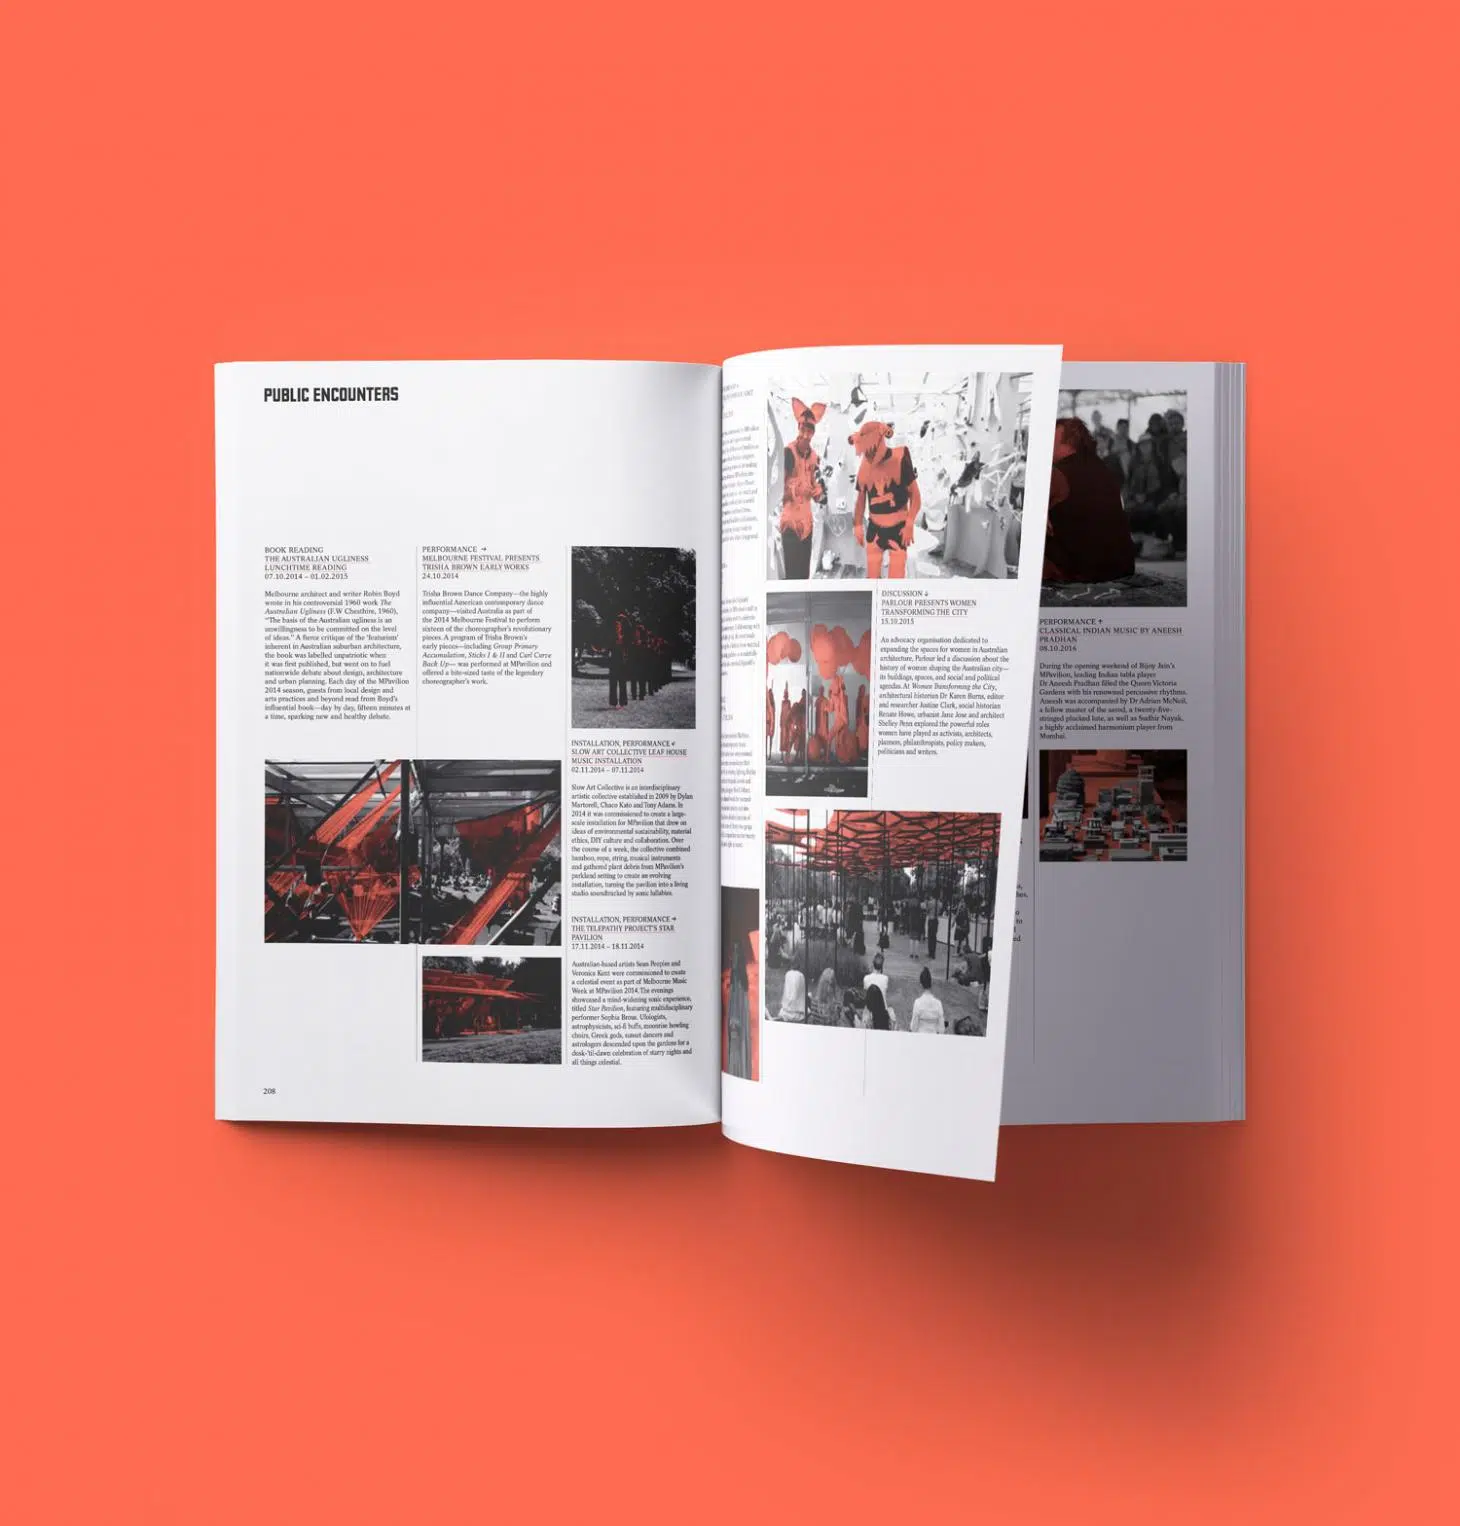 PUBLIC ENCOUNTERS
BOOK READING
THE AUSTRALIAN UGLINESS
LUNCHTIME READING
07.10.2014 – 01.02.2015
Melbourne architect and writer Robin Boyd
wrote in his controversial 1960 work The
Australian Ugliness (F.W Cheshire, 1960),
“The basis of the Australian ugliness is an
unwillingness to be committed on the level
of ideas.” A fierce critique of the ‘featurism’
inherent in Australian suburban architecture,
the book was labelled unpatriotic when
it was first published, but went on to fuel
nationwide debate about design, architecture
and urban planning. Each day of the MPavilion
2014 season, guests from local design and
arts practices and beyond read from Boyd’s
influential book—day by day, fifteen minutes at
a time, sparking new and healthy debate.
PERFORMANCE →
MELBOURNE FESTIVAL PRESENTS
TRISHA BROWN EARLY WORKS
24.10.2014
Trisha Brown Dance Company—the highly
influential American contemporary dance
company—visited Australia as part of
the 2014 Melbourne Festival to perform
sixteen of the choreographer’s revolutionary
pieces. A program of Trisha Brown’s
early pieces—including Group Primary
Accumulation, Sticks I & II and Curl Curve
Back Up— was performed at MPavilion and
offered a bite-sized taste of the legendary
choreographer’s work.
INSTALLATION, PERFORMANCE ↙
SLOW ART COLLECTIVE LEAF HOUSE
MUSIC INSTALLATION
02.11.2014 – 07.11.2014
Slow Art Collective is an interdisciplinary
artistic collective established in 2009 by Dylan
Martorell, Chaco Kato and Tony Adams. In
2014 it was commissioned to create a large-
scale installation for MPavilion that drew on
ideas of environmental sustainability, material
ethics, DIY culture and collaboration. Over
the course of a week, the collective combined
bamboo, rope, string, musical instruments
and gathered plant debris from MPavilion’s
parkland setting to create an evolving
installation, turning the pavilion into a living
studio soundtracked by sonic lullabies.
INSTALLATION, PERFORMANCE →
THE TELEPATHY PROJECT’S STAR
PAVILION
17.11.2014 – 18.11.2014
Australian-based artists Sean Peoples and
Veronica Kent were commissioned to create
a celestial event as part of Melbourne Music
Week at MPavilion 2014. The evenings
showcased a mind-widening sonic experience,
titled Star Pavilion, featuring multidisciplinary
performer Sophia Brous. Ufologists,
astrophysicists, sci-fi buffs, moonrise howling
choirs, Greek gods, sunset dancers and
astrologers descended upon the gardens for a
dusk-’til-dawn celebration of starry nights and
all things celestial.
208
DISCUSSION ↓
PARLOUR PRESENTS WOMEN
TRANSFORMING THE CITY
15.10.2015
An advocacy organisation dedicated to
expanding the spaces for women in Australian
architecture, Parlour led a discussion about the
history of women shaping the Australian city—
its buildings, spaces, and social and political
agendas. At Women Transforming the City,
architectural historian Dr Karen Burns, editor
and researcher Justine Clark, social historian
Renate Howe, urbanist Jane Jose and architect
Shelley Penn explored the powerful roles
women have played as activists, architects,
planners, philanthropists, policy makers,
politicians and writers.
PERFORMANCE ↑
CLASSICAL INDIAN MUSIC BY ANEESH
PRADHAN
08.10.2016
During the opening weekend of Bijoy Jain’s
MPavilion, leading Indian tabla player
Dr Aneesh Pradhan filled the Queen Victoria
Gardens with his renowned percussive rhythms.
Aneesh was accompanied by Dr Adrian McNeil,
a fellow master of the sarod, a twenty-five-
stringed plucked lute, as well as Sudhir Nayak,
a highly acclaimed harmonium player from
Mumbai.